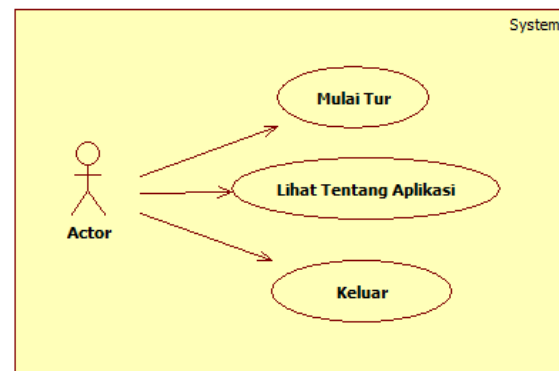 System
Mulai Tur
Lihat Tentang Aplikasi
Actor
Keluar